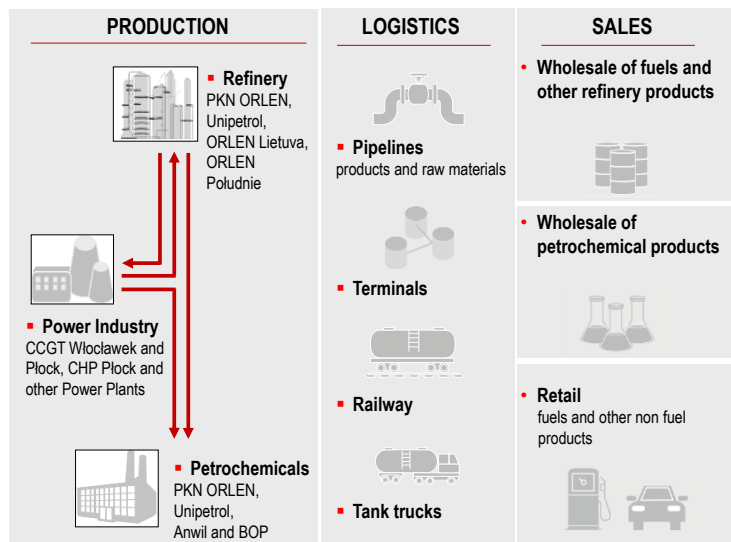 PRODUCTION
Refinery
PKN ORLEN,
Unipetrol,
ORLEN Lietuva,
ORLEN
Południe
Power Industry
CCGT Włocławek and
Płock, CHP Płock and
other Power Plants
Petrochemicals
PKN ORLEN,
Unipetrol,
Anwil and BOP
LOGISTICS
Pipelines
products and raw materials
Terminals
Railway
Tank trucks
SALES
Wholesale of fuels and
other refinery products
Wholesale of
petrochemical products
Retail
fuels and other non fuel
products